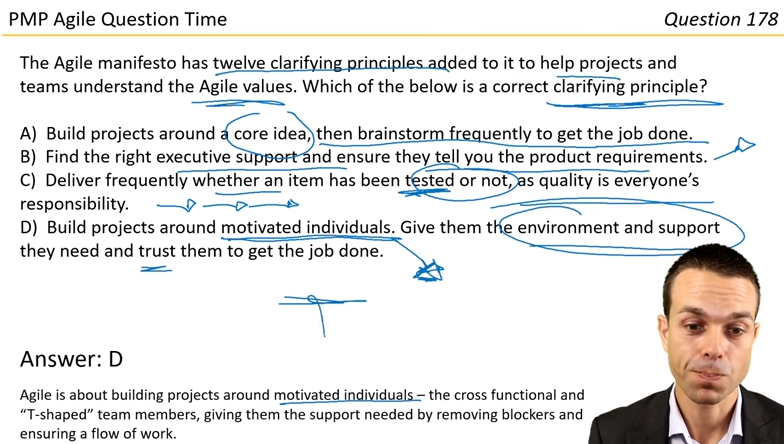 PMP Agile Question Time
Question 178
The Agile manifesto has twelve clarifying principles added to it to help projects and
teams understand the Agile values. Which of the below is a correct clarifying principle?
A) Build projects around a core idea, then brainstorm frequently to get the job done.
B) Find the right executive support and ensure they tell you the product requirements.
C) Deliver frequently whether an item has been tested or not, as quality is everyone's
responsibility.
D) Build projects around motivated individuals. Give them the environment and support
they need and trust them to get the job done.
Answer: D
Agile is about building projects around motivated individuals – the cross functional and
“T-shaped” team members, giving them the support needed by removing blockers and
ensuring a flow of work.